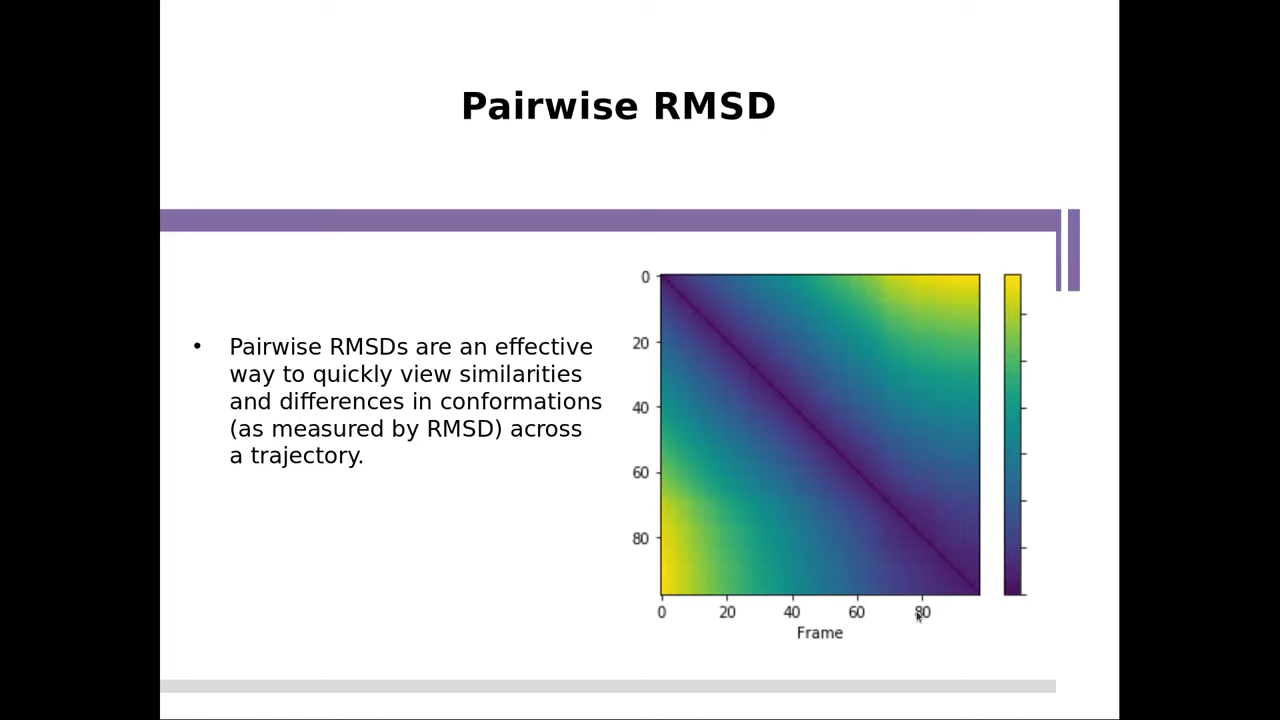 Pairwise RMSD
• Pairwise RMSDs are an effective
way to quickly view similarities
and differences in conformations
(as measured by RMSD) across
a trajectory.
0
20
40
60
80
0 20 40 60 80
Frame